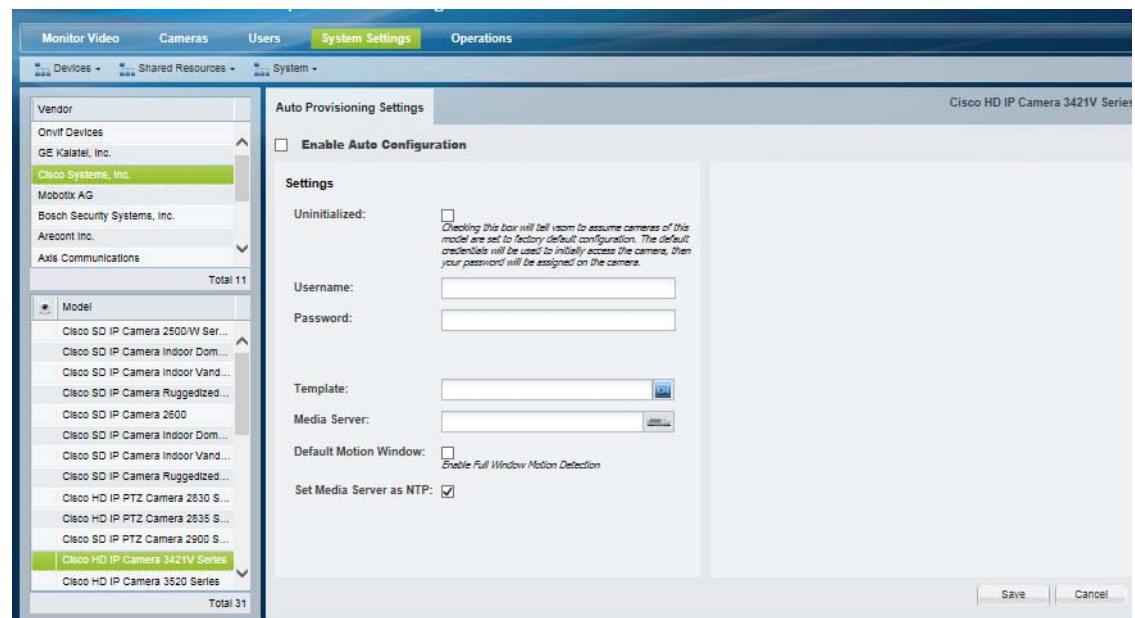 Monitor Video Cameras Users System Settings Operations
Devices Shared Resources System
Vendor
Onvif Devices
GE Kalatel, Inc.
Cisco Systems, Inc.
Mobotix AG
Bosch Security Systems, Inc.
Arecont Inc.
Axis Communications
Total 11
Model
Cisco SD IP Camera 2500/W Ser...
Cisco SD IP Camera Indoor Dom...
Cisco SD IP Camera Indoor Vand...
Cisco SD IP Camera Ruggedized...
Cisco SD IP Camera 2600
Cisco SD IP Camera Indoor Dom...
Cisco SD IP Camera Indoor Vand...
Cisco SD IP Camera Ruggedized...
Cisco HD IP PTZ Camera 2830 S...
Cisco HD IP PTZ Camera 2835 S...
Cisco SD IP PTZ Camera 2900 S...
Cisco HD IP Camera 3421V Series
Cisco HD IP Camera 3520 Series
Total 31
Auto Provisioning Settings
Cisco HD IP Camera 3421V Series
Enable Auto Configuration
Settings
Uninitialized:
Checking this box will tell vsom to assume cameras of this
model are set to factory default configuration. The default
credentials will be used to initially access the camera, then
your password will be assigned on the camera.
Username:
Password:
Template:
Media Server:
Default Motion Window:
Enable Full Window Motion Detection
Set Media Server as NTP:
Save Cancel